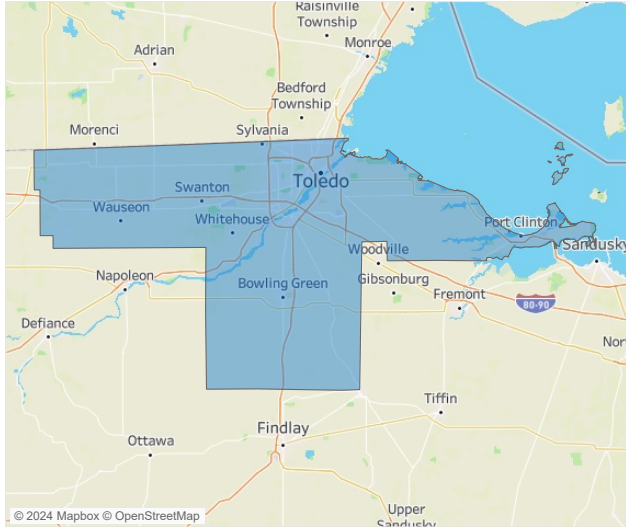 Raisinville
Township
Adrian
Monroe
Bedford
Township
Morenci
Sylvania
Toledo
Swanton
Wauseon
Whitehouse
Port Clinton
Woodville
Sandusky
Napoleon
Bowling Green
Gibsonburg
Fremont
80-90
Defiance
Nor
Tiffin
Findlay
Ottawa
Upper
Sandusky
© 2024 Mapbox © OpenStreetMap